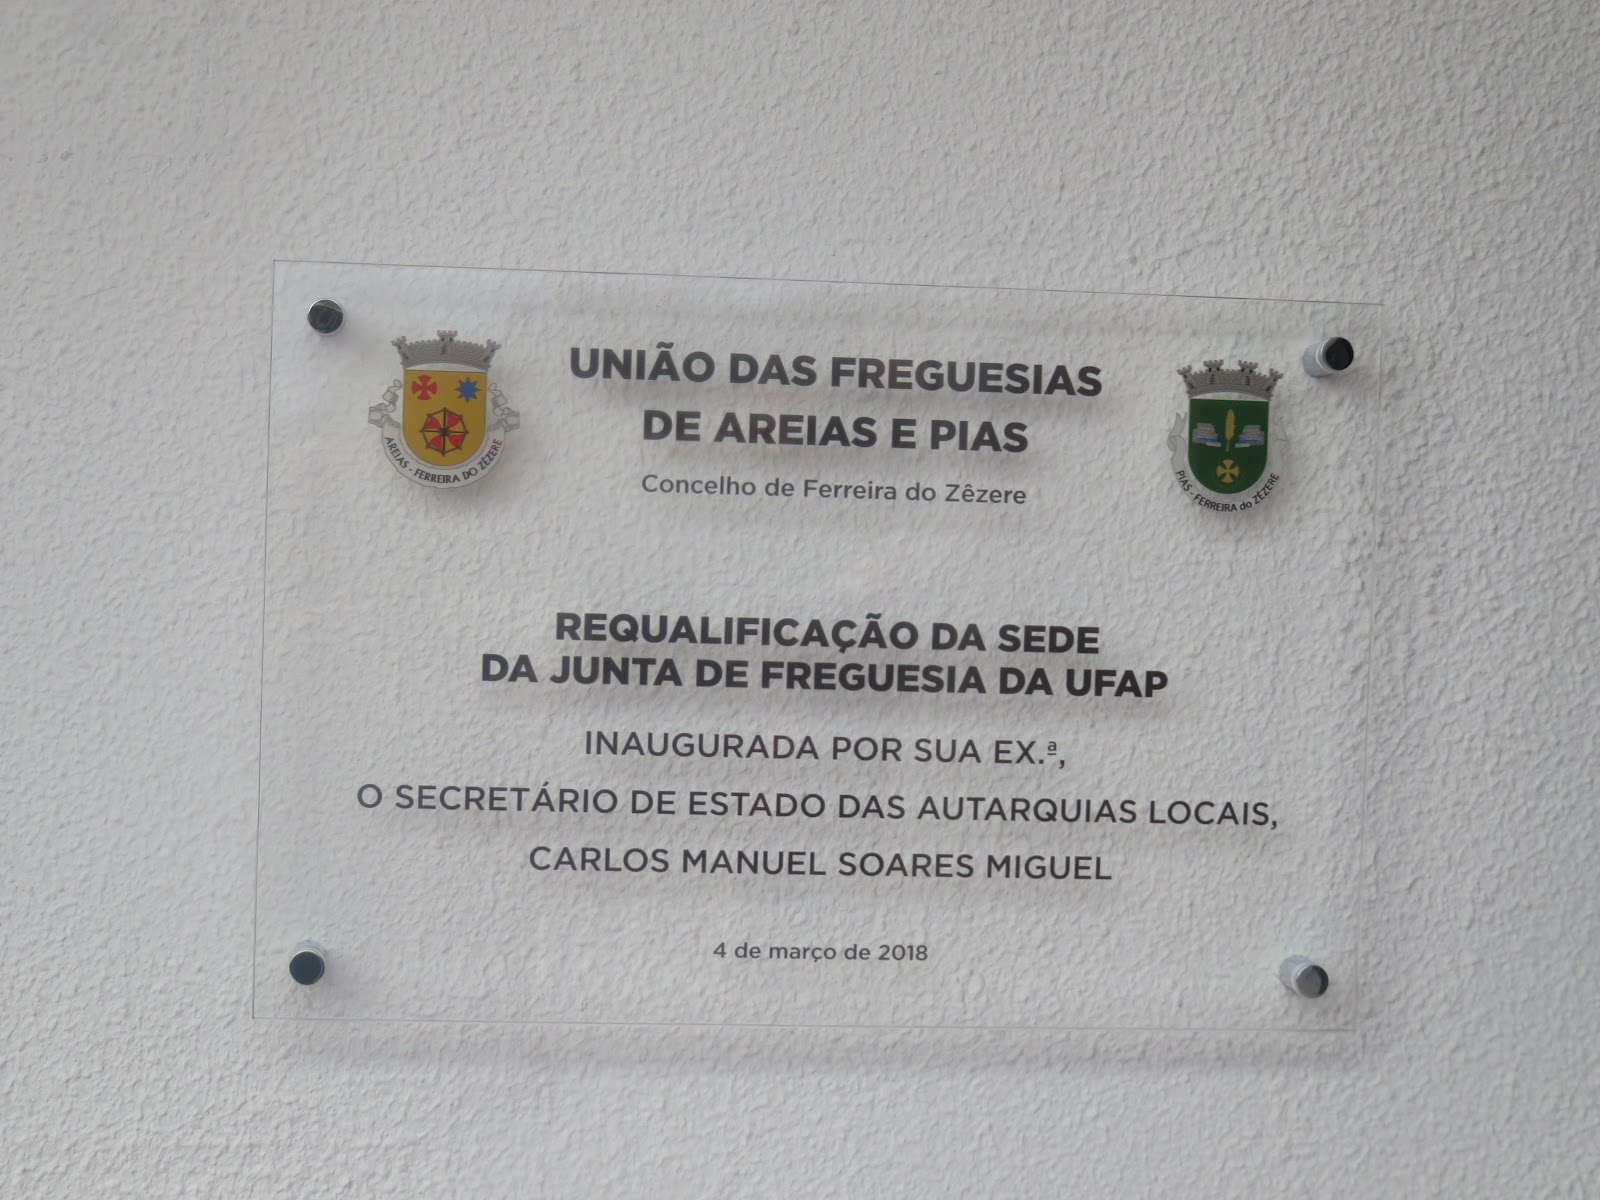 UNIÃO DAS FREGUESIAS
DE AREIAS E PIAS
Concelho de Ferreira do Zêzere
AREIAS - FERREIRA DO ZÊZERE
PIAS - FERREIRA do ZÊZERE
REQUALIFICAÇÃO DA SEDE
DA JUNTA DE FREGUESIA DA UFAP
INAUGURADA POR SUA EX.ª,
O SECRETÁRIO DE ESTADO DAS AUTARQUIAS LOCAIS,
CARLOS MANUEL SOARES MIGUEL
4 de março de 2018